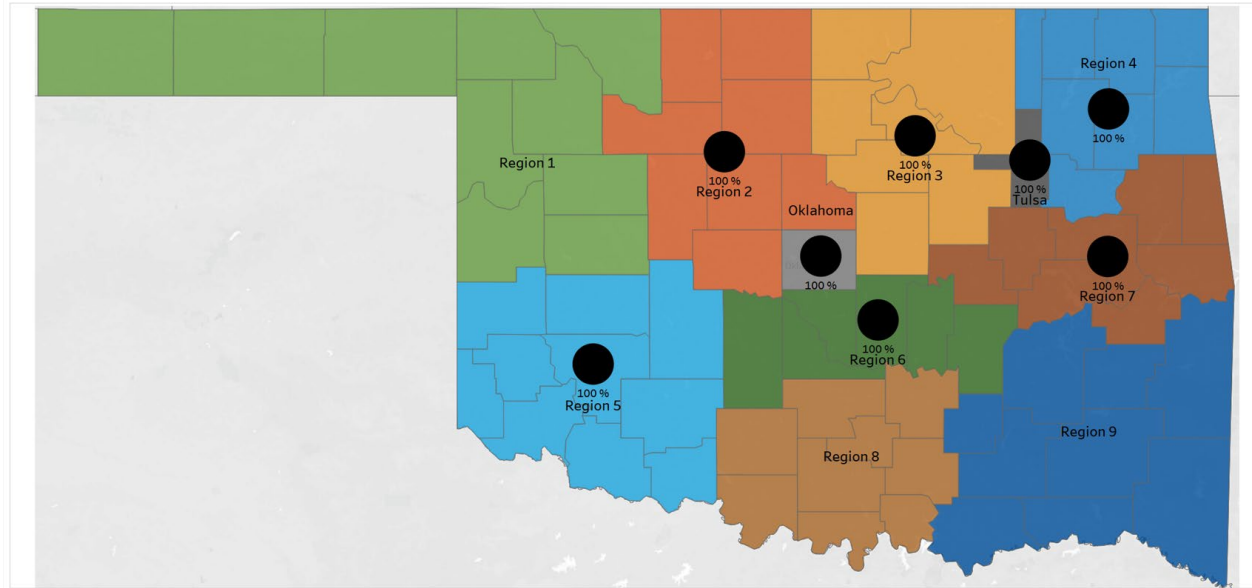 Region 4
100 %
Region 1
100 %
Region 2
100 %
Region 3
100 %
Tulsa
Oklahoma
100 %
100 %
Region 7
100 %
Region 6
100 %
Region 5
Region 9
Region 8